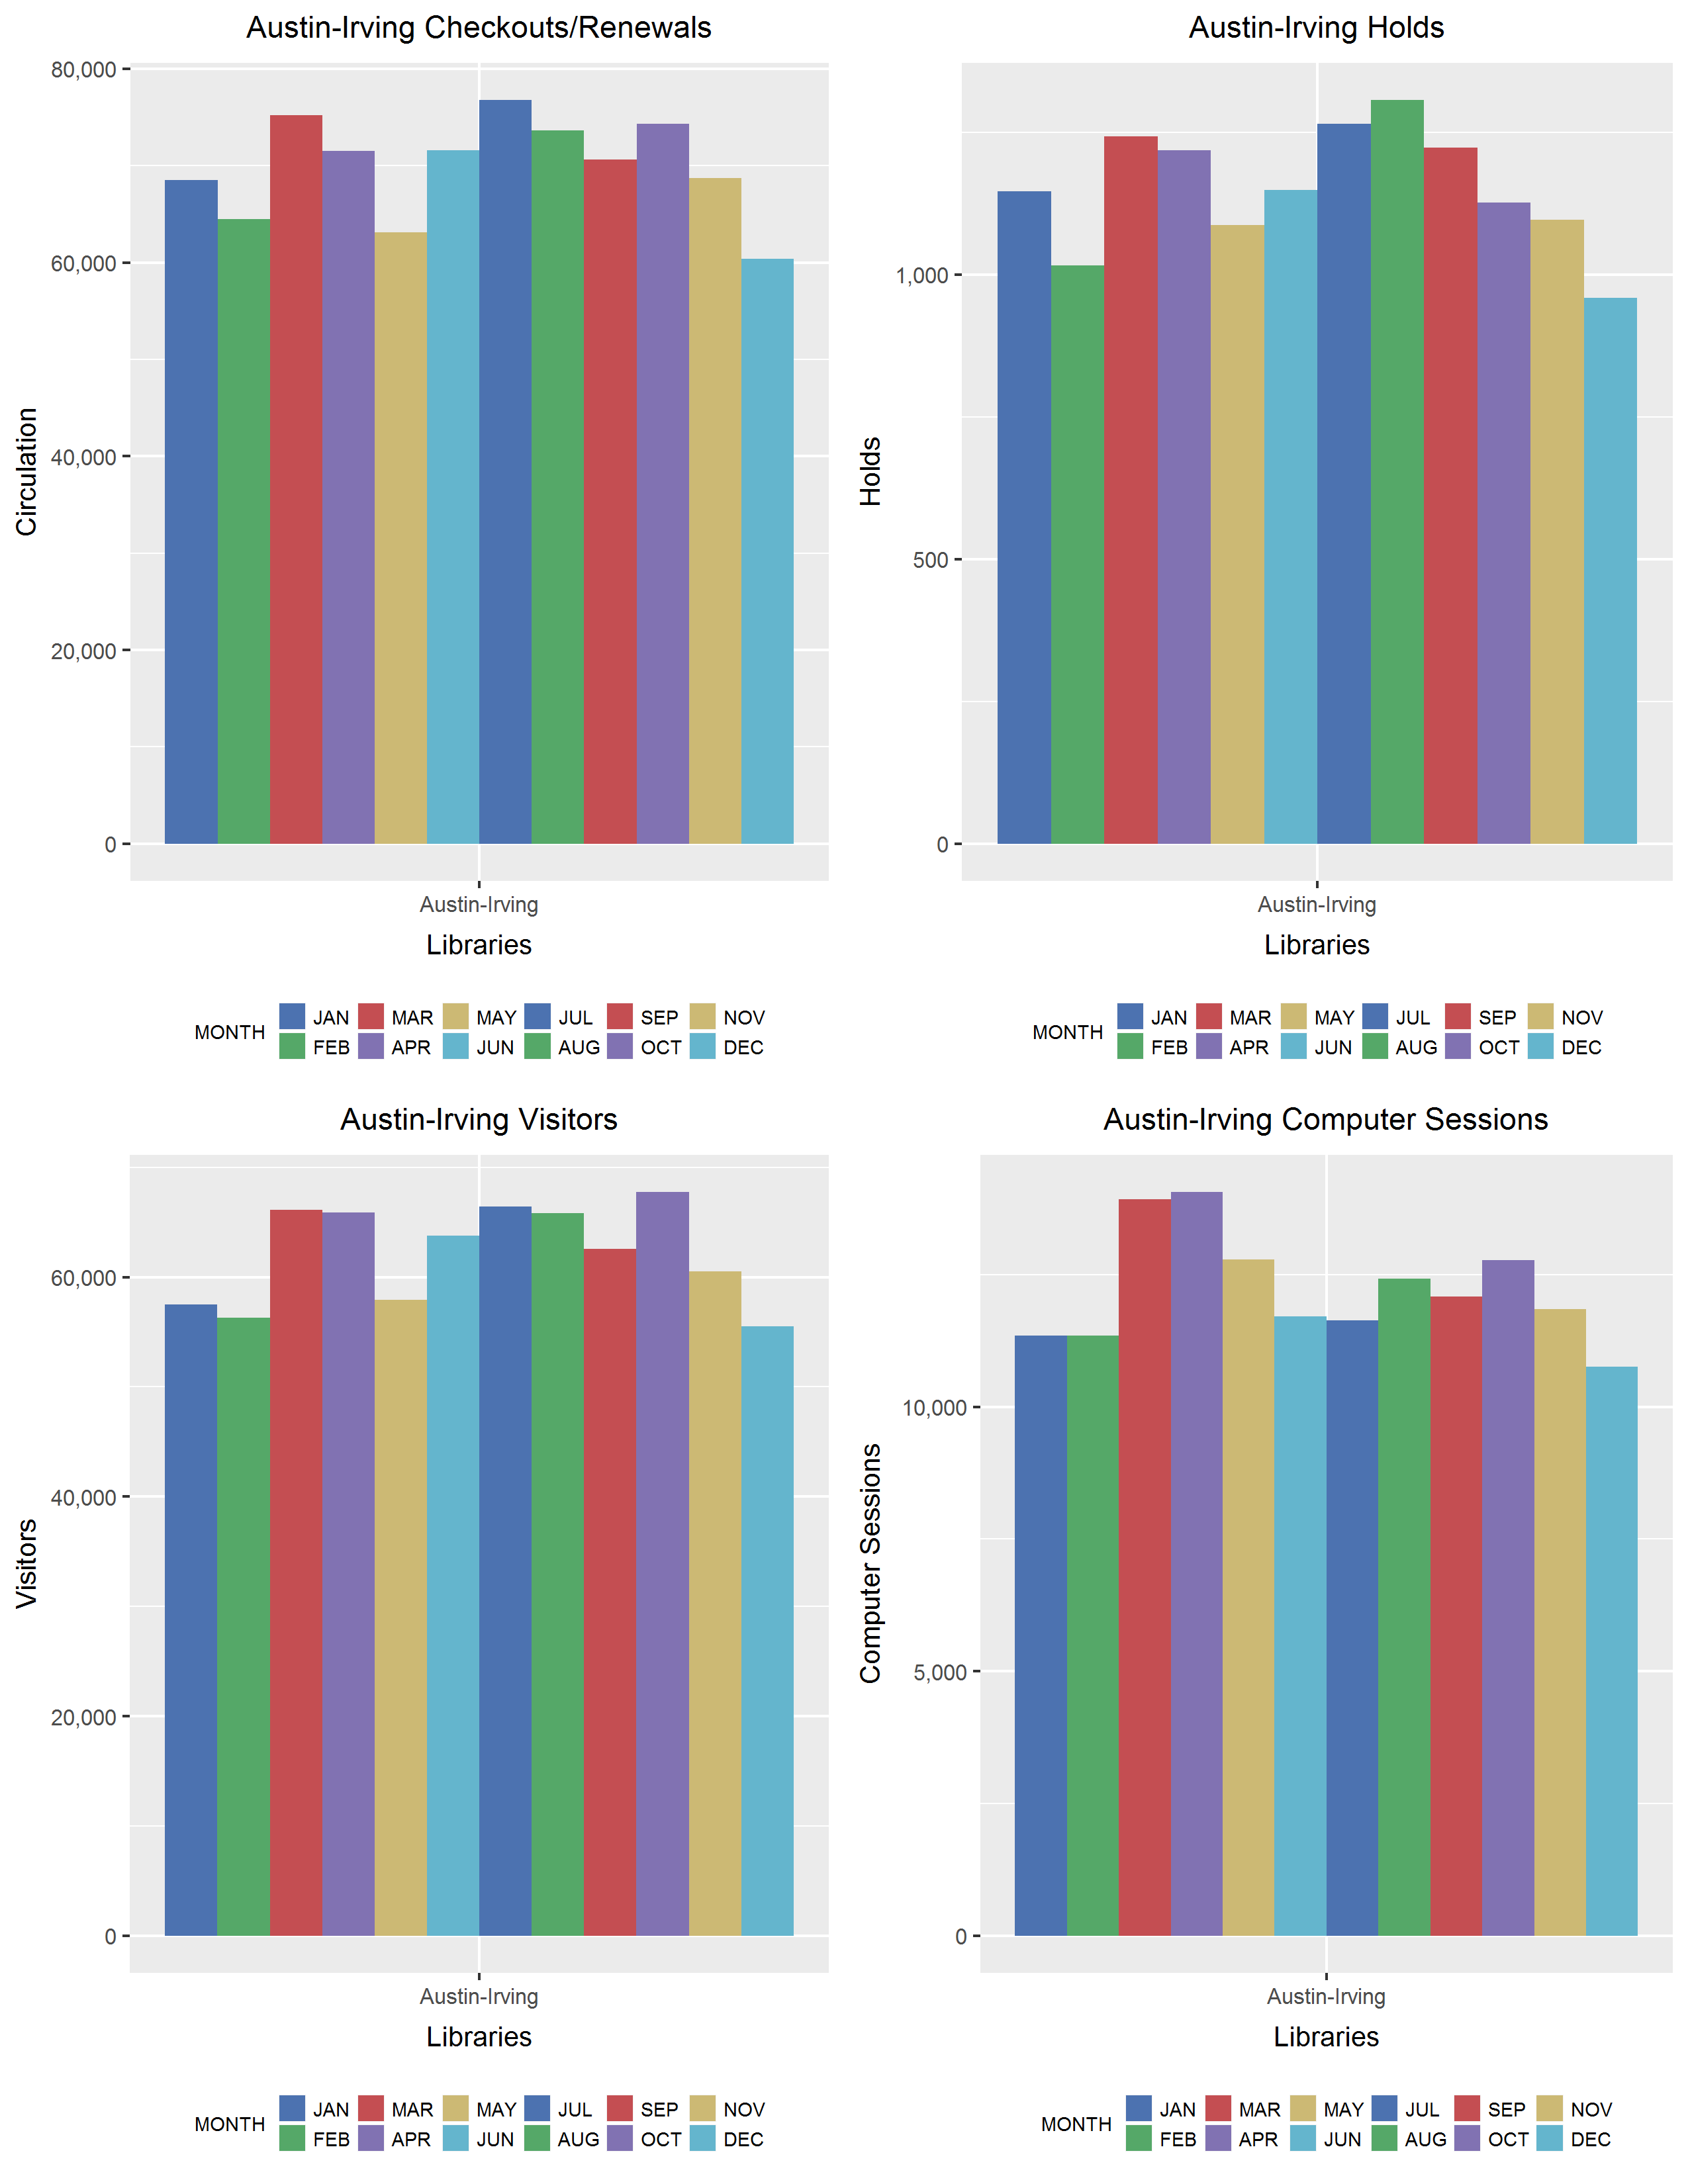 Austin-Irving Checkouts/Renewals
80,000
60,000
40,000
20,000
0
Circulation
Austin-Irving
Libraries
MONTH
JAN MAR MAY JUL SEP NOV
FEB APR JUN AUG OCT DEC
Austin-Irving Holds
1,000
500
0
Holds
Austin-Irving
Libraries
MONTH
JAN MAR MAY JUL SEP NOV
FEB APR JUN AUG OCT DEC
Austin-Irving Visitors
60,000
40,000
20,000
0
Visitors
Austin-Irving
Libraries
MONTH
JAN MAR MAY JUL SEP NOV
FEB APR JUN AUG OCT DEC
Austin-Irving Computer Sessions
10,000
5,000
0
Computer Sessions
Austin-Irving
Libraries
MONTH
JAN MAR MAY JUL SEP NOV
FEB APR JUN AUG OCT DEC